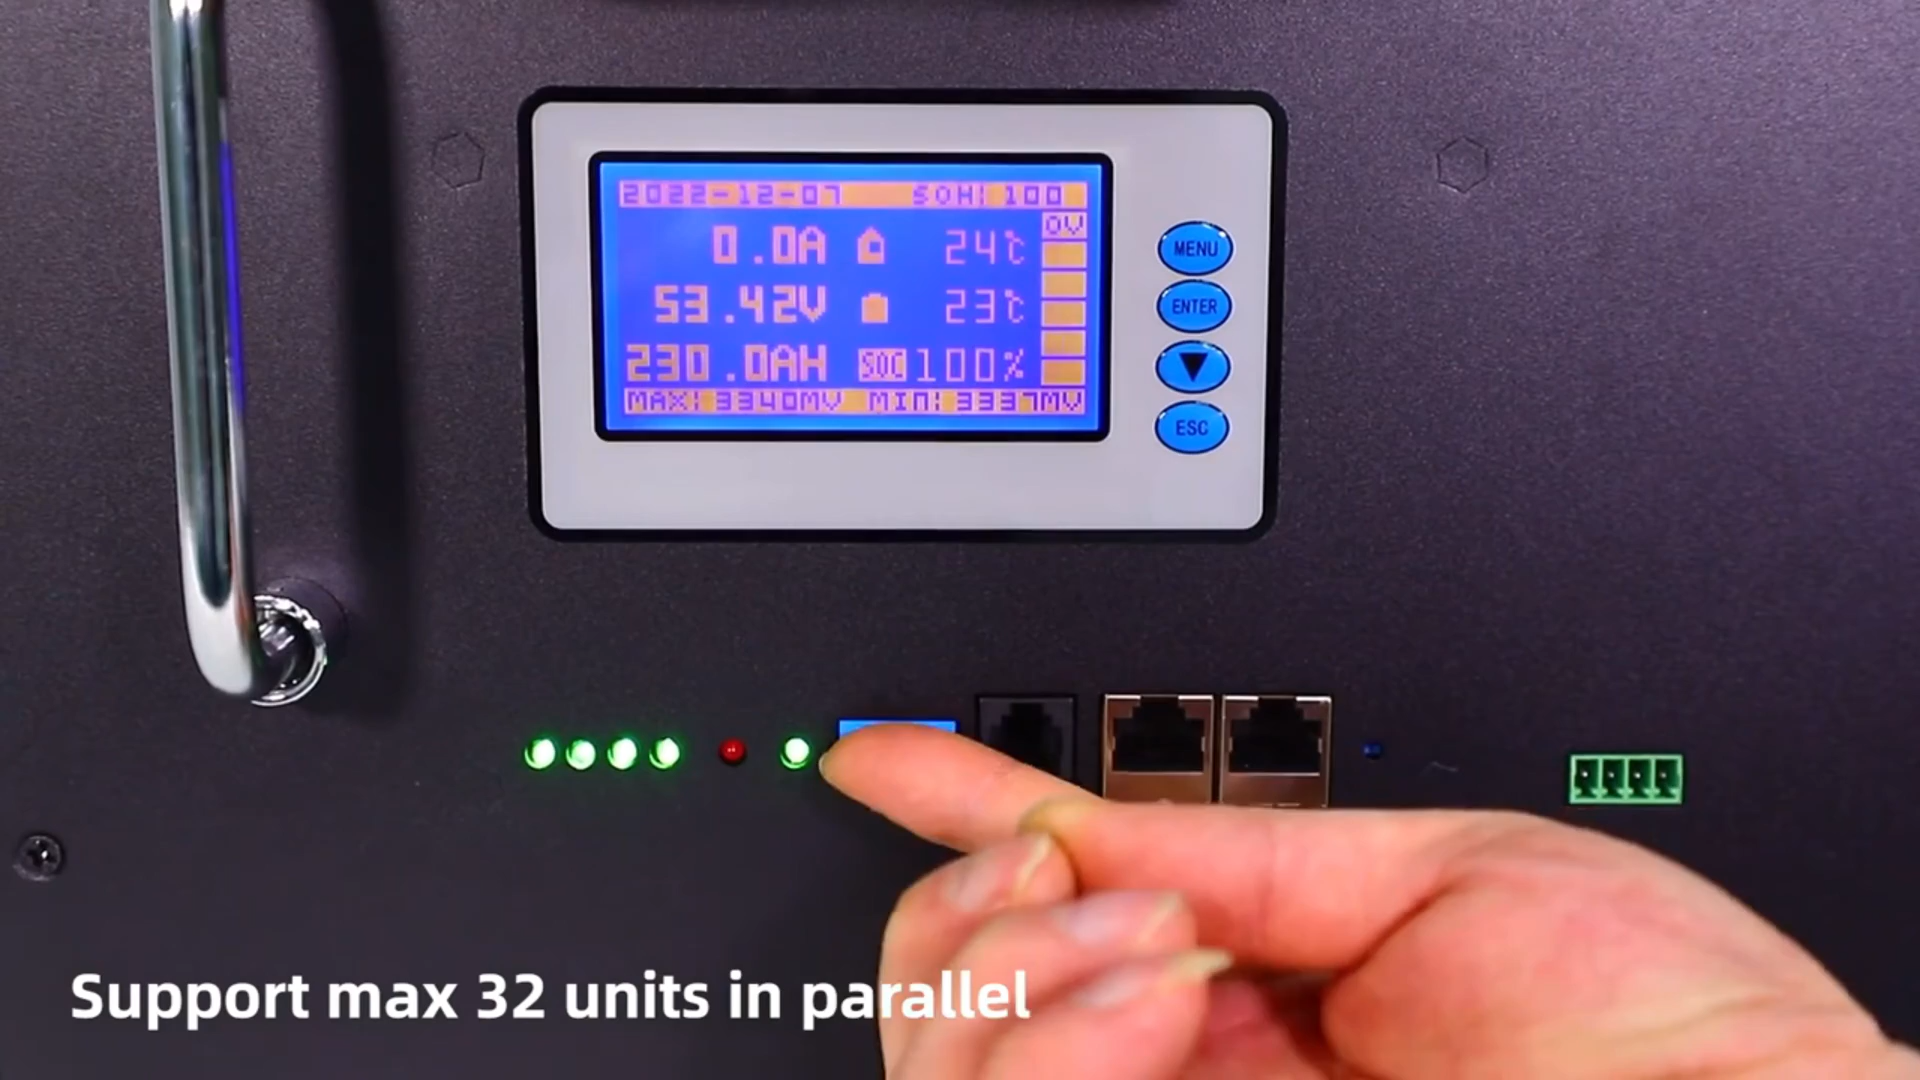 2022-12-07 SOH: 100
OV
0.0A 24℃
53.42V 23℃
230.0AH SOC 100%
MAX: 3340MV MIN: 3337MV
MENU
ENTER
ESC
Support max 32 units in parallel